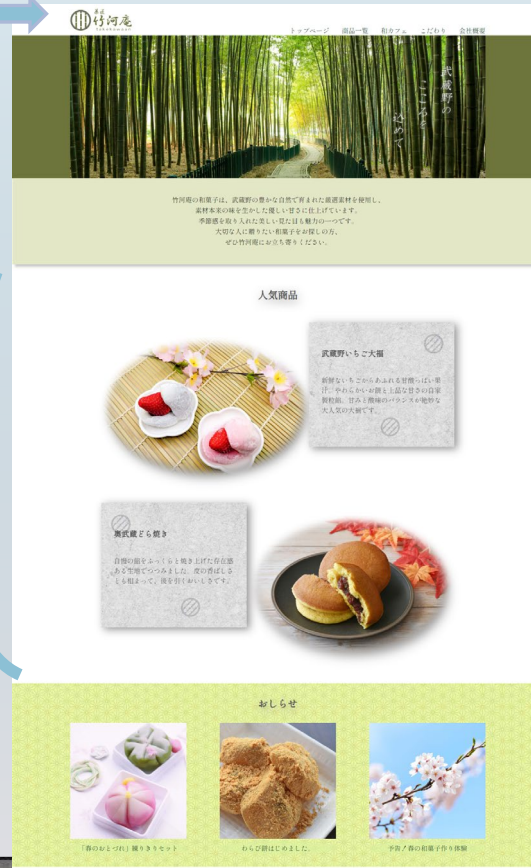 菓匠
竹河庵
takekawaan
トップページ 商品一覧 和カフェ こだわり 会社概要
武蔵野の
こころを
込めて
竹河庵の和菓子は、武蔵野の豊かな自然で育まれた厳選素材を使用し、
素材本来の味を生かした優しい甘さに仕上げています。
季節感を取り入れた美しい見た目も魅力の一つです。
大切な人に贈りたい和菓子をお探しの方、
ぜひ竹河庵にお立ち寄りください。
人気商品
武蔵野いちご大福
新鮮ないちごからあふれる甘酸っぱい果
汁、やわらかいお餅と上品な甘さの自家
製粒餡。甘みと酸味のバランスが絶妙な
大人気の大福です。
奥武蔵どら焼き
自慢の餡をふっくらと焼き上げた存在感
ある生地でつつみました。皮の香ばしさ
とも相まって、後を引くおいしさです。
おしらせ
「春のおとづれ」練りきりセット
わらび餅はじめました。
予告！春の和菓子作り体験